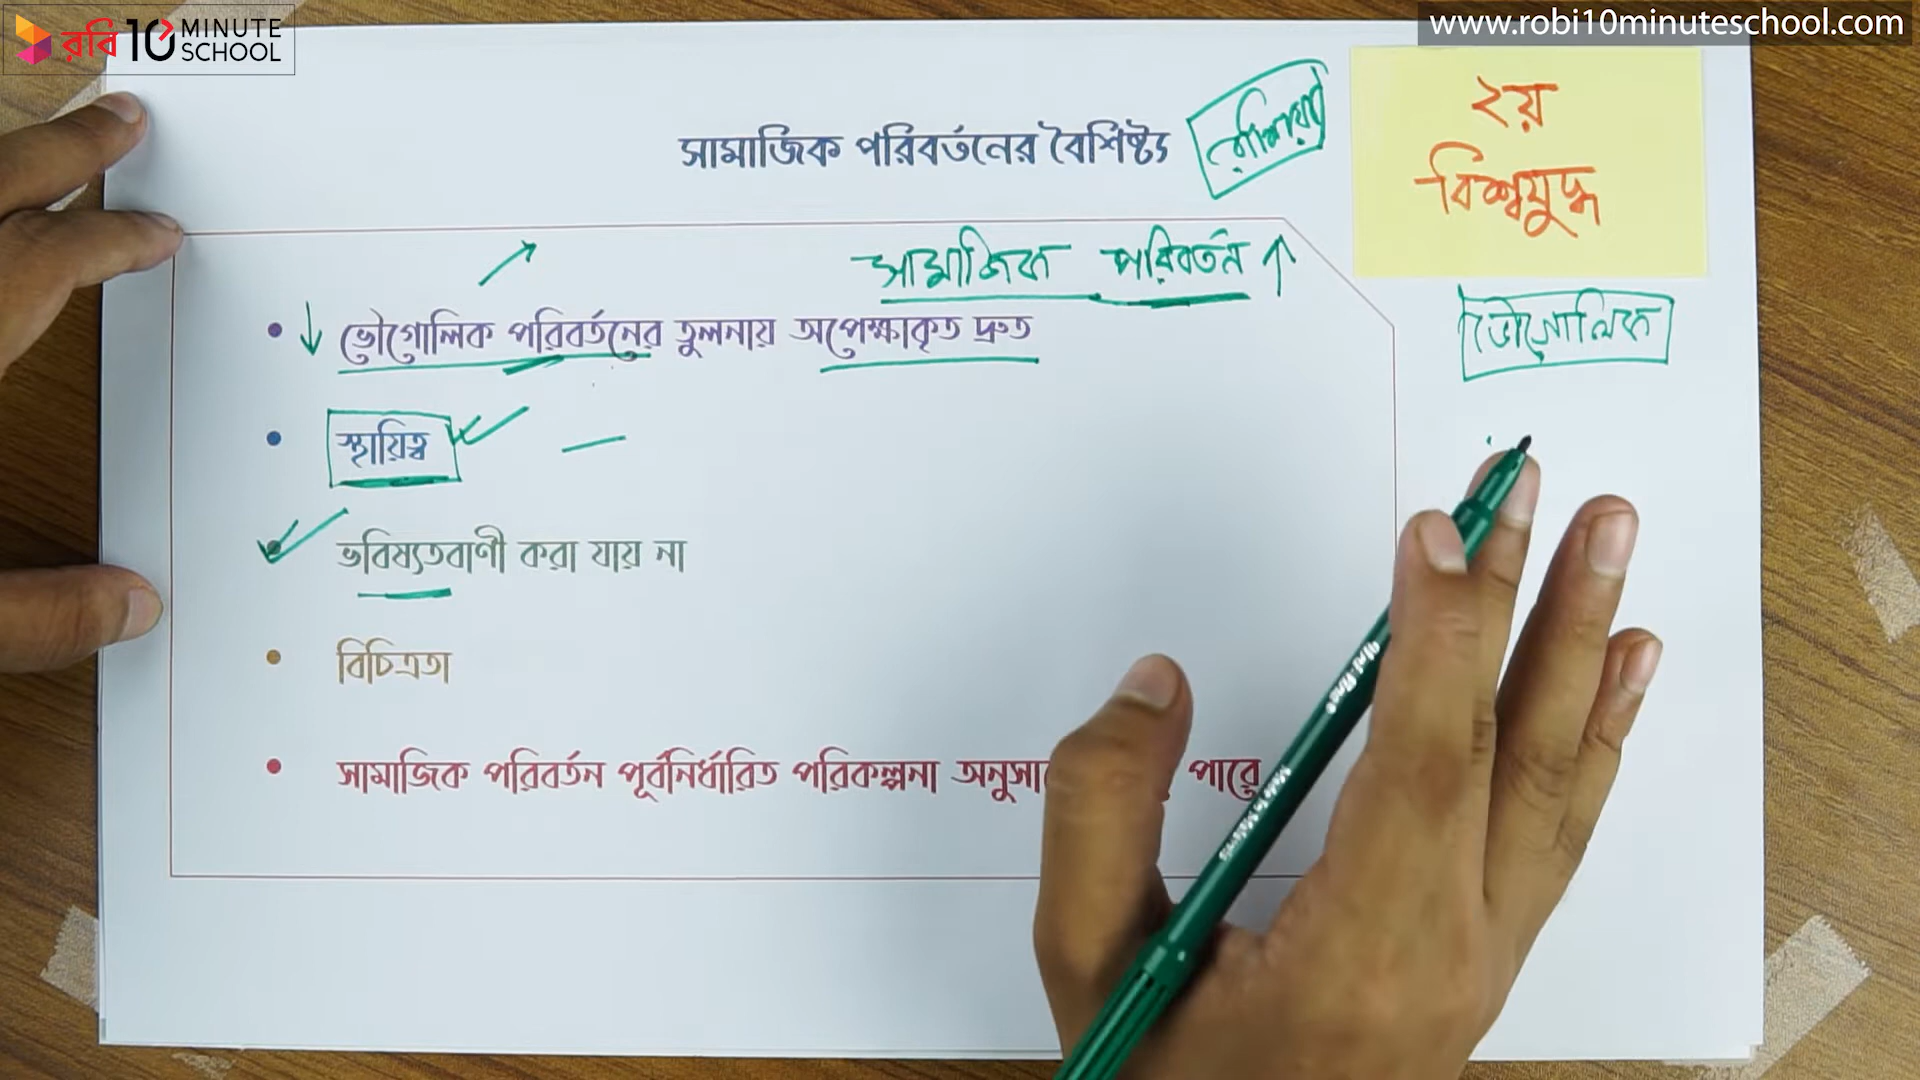 রবি 10 MINUTE SCHOOL
www.robi10minuteschool.com
২য়
বিশ্বযুদ্ধ
সামাজিক পরিবর্তনের বৈশিষ্ট্য
সামাজিক পরিবর্তন ↑
ভৌগোলিক
• ↓ ভৌগোলিক পরিবর্তনের তুলনায় অপেক্ষাকৃত দ্রুত
• স্থায়িত্ব
• ভবিষ্যতবাণী করা যায় না
• বিচিত্রতা
• সামাজিক পরিবর্তন পূর্বনির্ধারিত পরিকল্পনা পারে